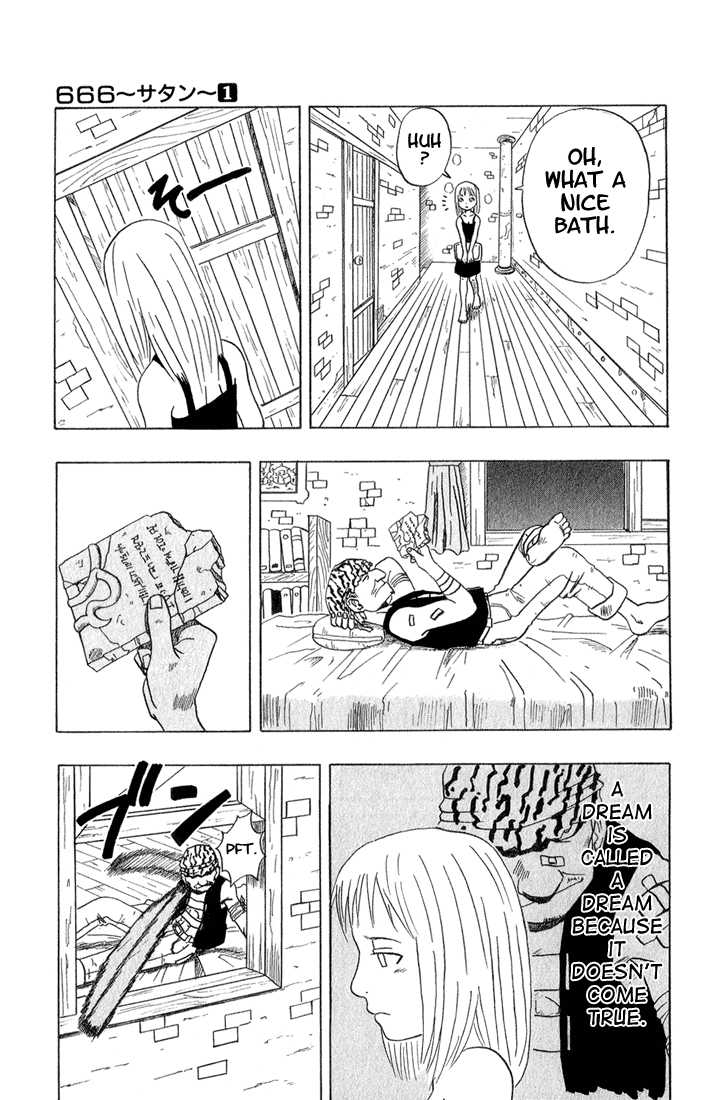 666～サタン～1
OH,
WHAT A
NICE
BATH.
HUH
?
そー
ブン
PFT.
A
DREAM
IS
CALLED
A
DREAM
BECAUSE
IT
DOESN'T
COME
TRUE.